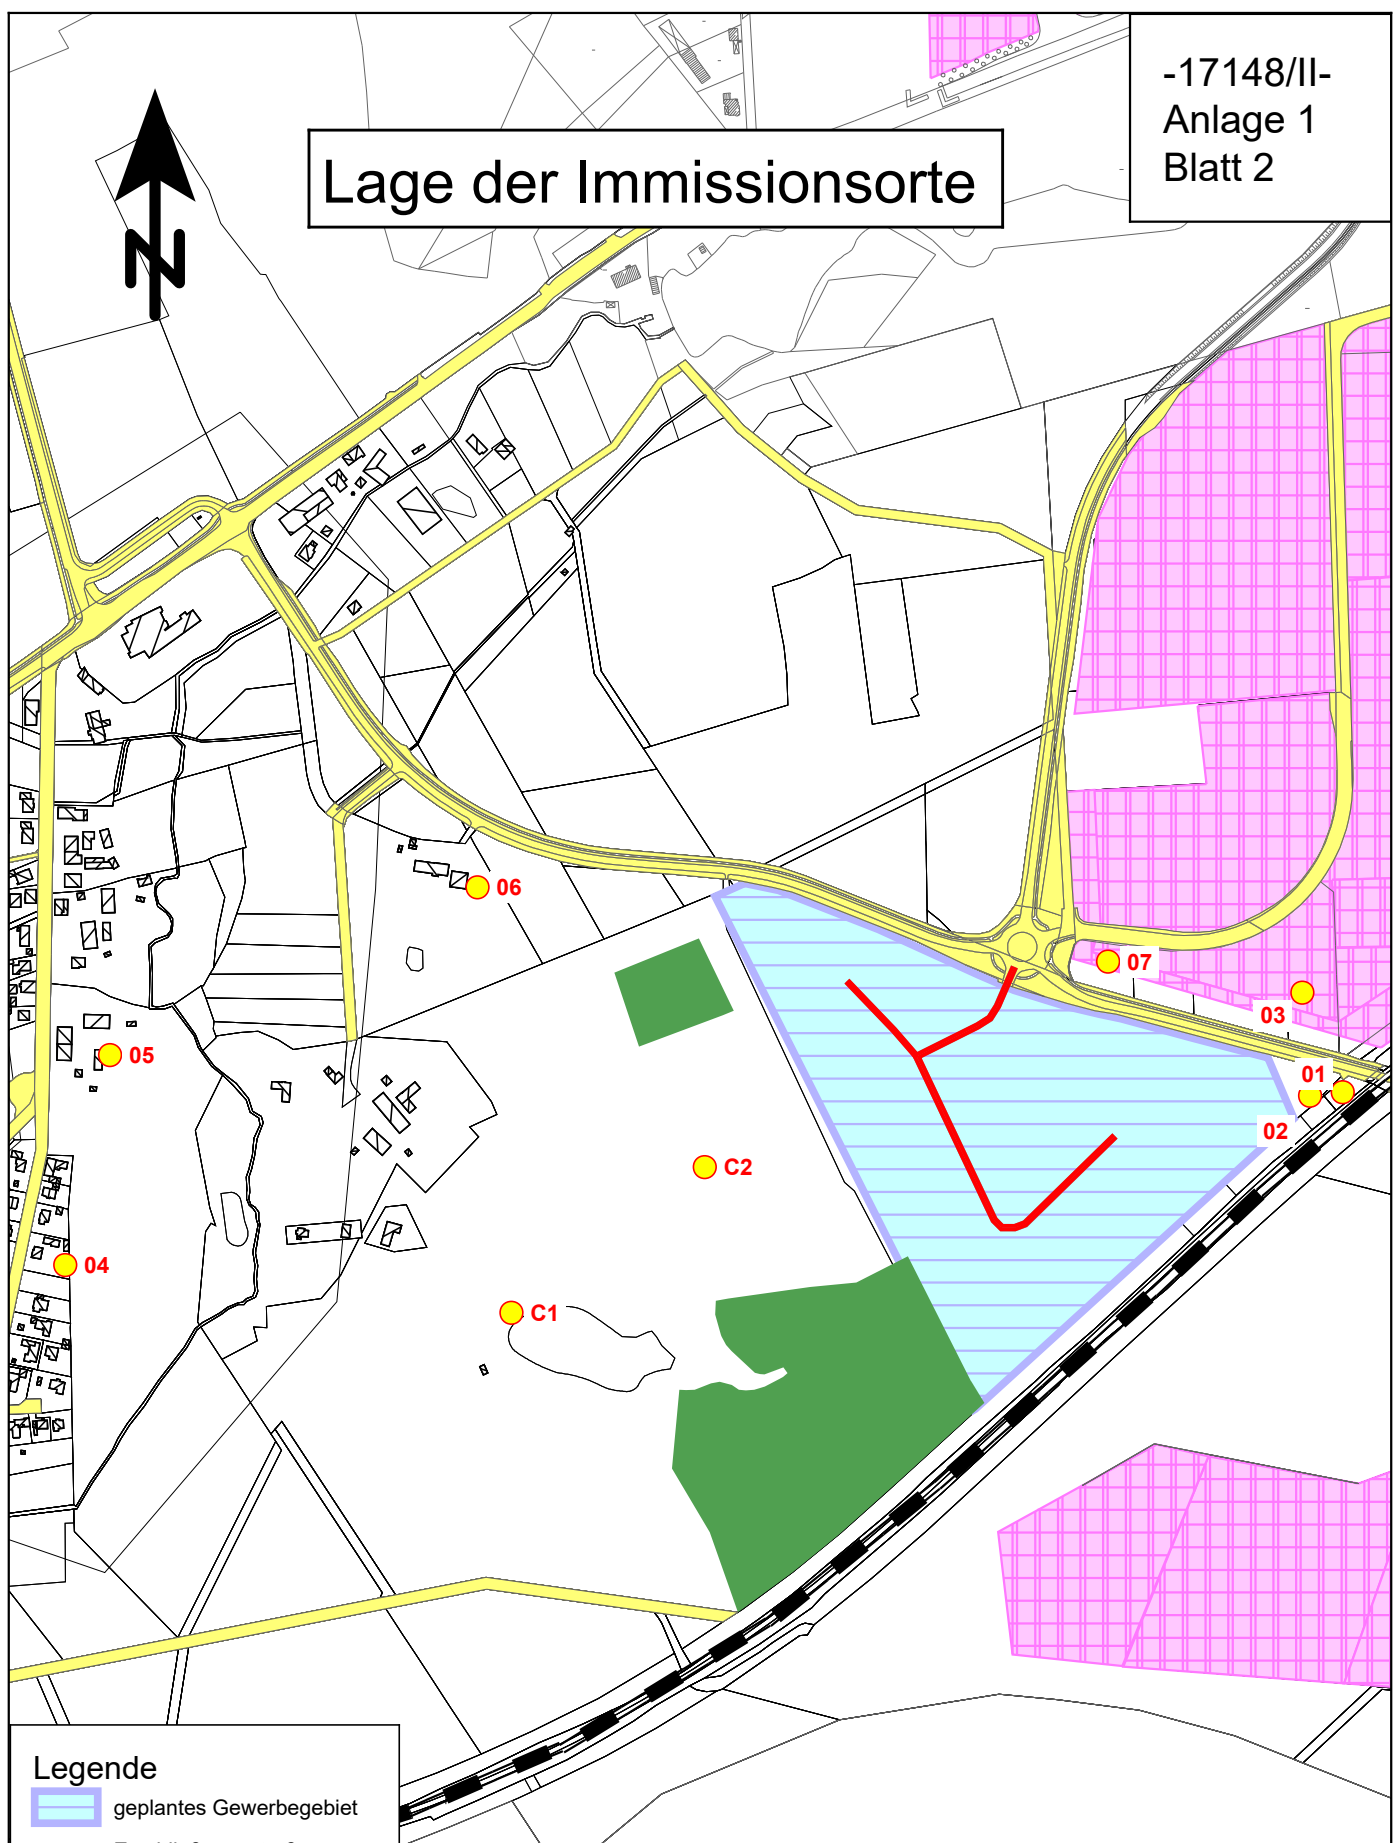 -17148/II-
Anlage 1
Blatt 2
Lage der Immissionsorte
N
06
07
03
05
01
02
C2
04
C1
Legende
geplantes Gewerbegebiet